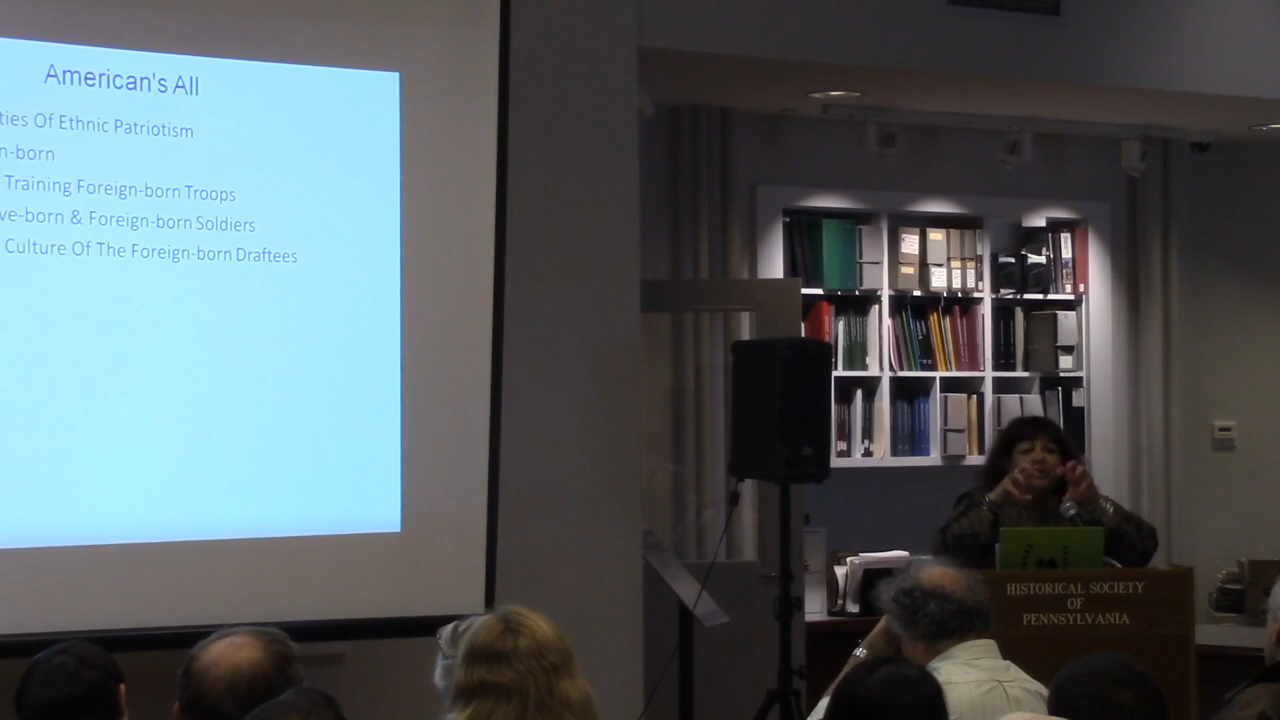 American's All
ties Of Ethnic Patriotism
n-born
Training Foreign-born Troops
ve-born & Foreign-born Soldiers
Culture Of The Foreign-born Draftees
HISTORICAL SOCIETY
OF
PENNSYLVANIA